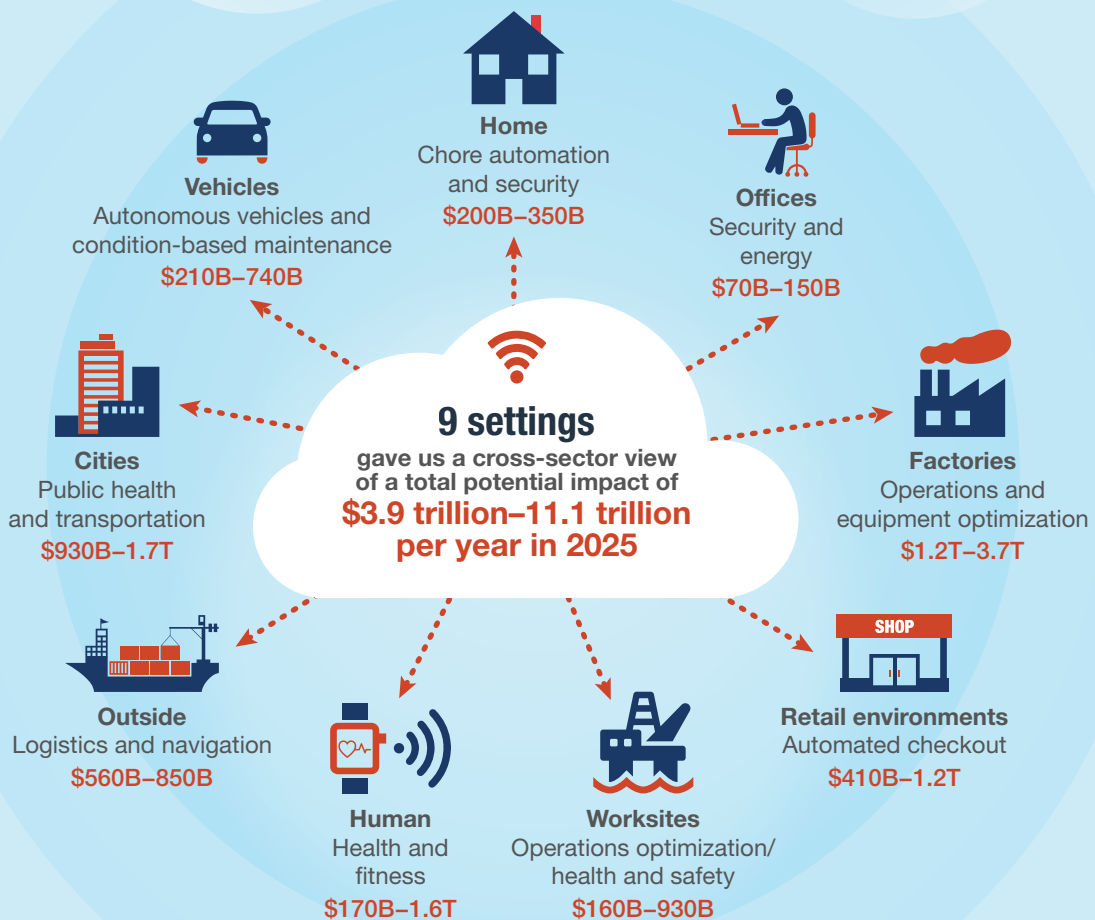 Home
Chore automation
and security
$200B–350B
Vehicles
Autonomous vehicles and
condition-based maintenance
$210B–740B
Offices
Security and
energy
$70B–150B
9 settings
gave us a cross-sector view
of a total potential impact of
$3.9 trillion–11.1 trillion
per year in 2025
Cities
Public health
and transportation
$930B–1.7T
Factories
Operations and
equipment optimization
$1.2T–3.7T
SHOP
Outside
Logistics and navigation
$560B–850B
Retail environments
Automated checkout
$410B–1.2T
Human
Health and
fitness
$170B–1.6T
Worksites
Operations optimization/
health and safety
$160B–930B